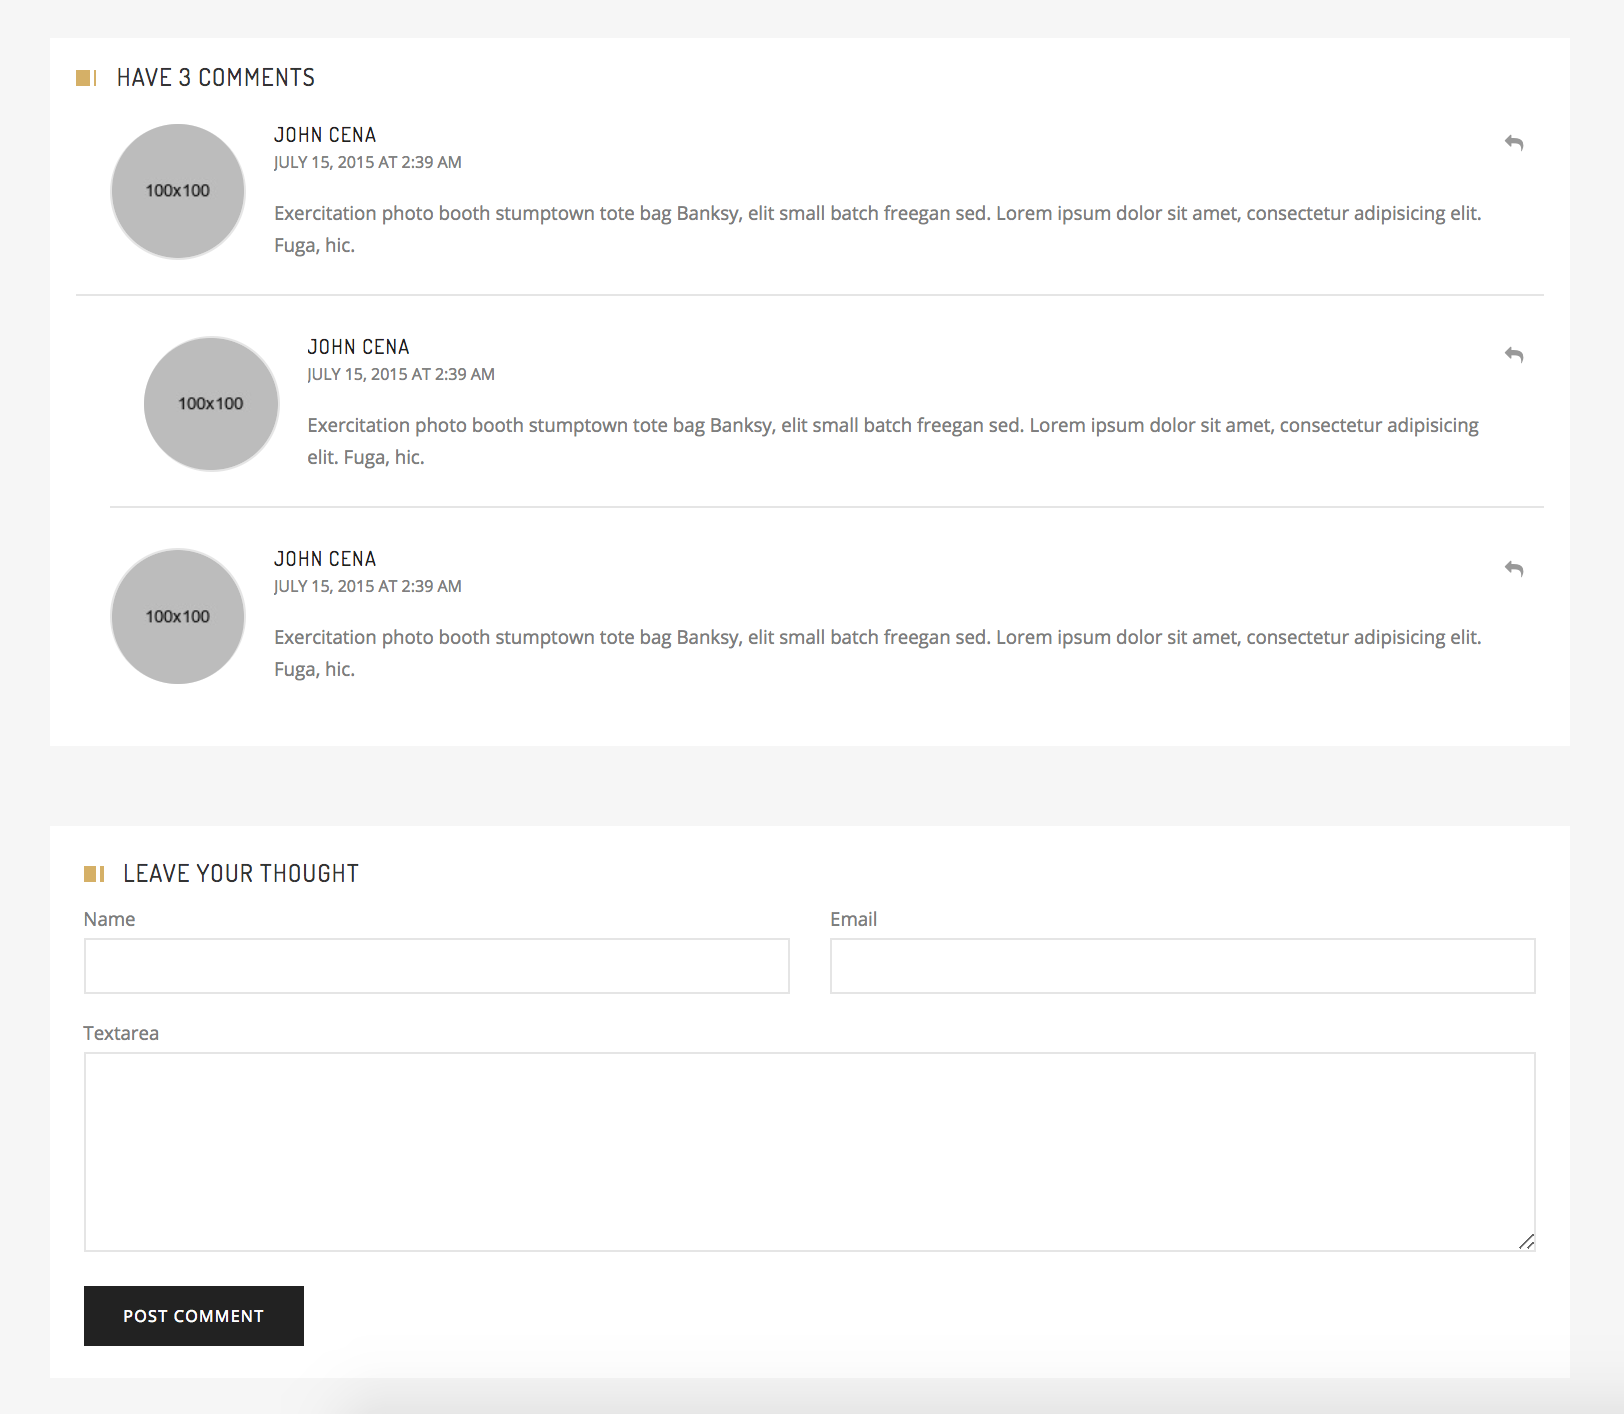 HAVE 3 COMMENTS
JOHN CENA
JULY 15, 2015 AT 2:39 AM
100x100
Exercitation photo booth stumptown tote bag Banksy, elit small batch freegan sed. Lorem ipsum dolor sit amet, consectetur adipisicing elit.
Fuga, hic.
JOHN CENA
JULY 15, 2015 AT 2:39 AM
100x100
Exercitation photo booth stumptown tote bag Banksy, elit small batch freegan sed. Lorem ipsum dolor sit amet, consectetur adipisicing
elit. Fuga, hic.
JOHN CENA
JULY 15, 2015 AT 2:39 AM
100x100
Exercitation photo booth stumptown tote bag Banksy, elit small batch freegan sed. Lorem ipsum dolor sit amet, consectetur adipisicing elit.
Fuga, hic.
LEAVE YOUR THOUGHT
Name
Email
Textarea
POST COMMENT